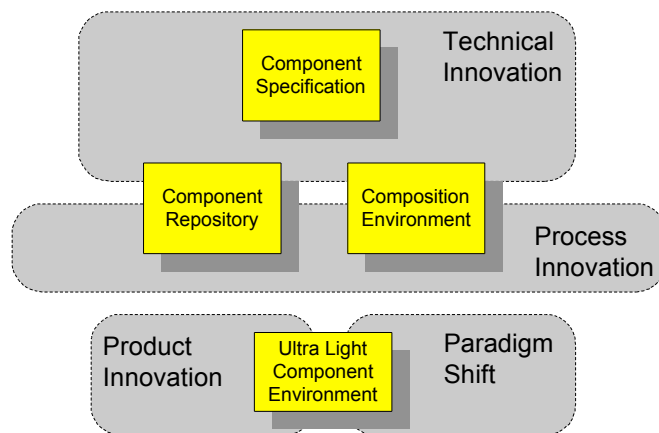 Technical
Innovation
Component
Specification
Component
Repository
Composition
Environment
Process
Innovation
Product
Innovation
Ultra Light
Component
Environment
Paradigm
Shift